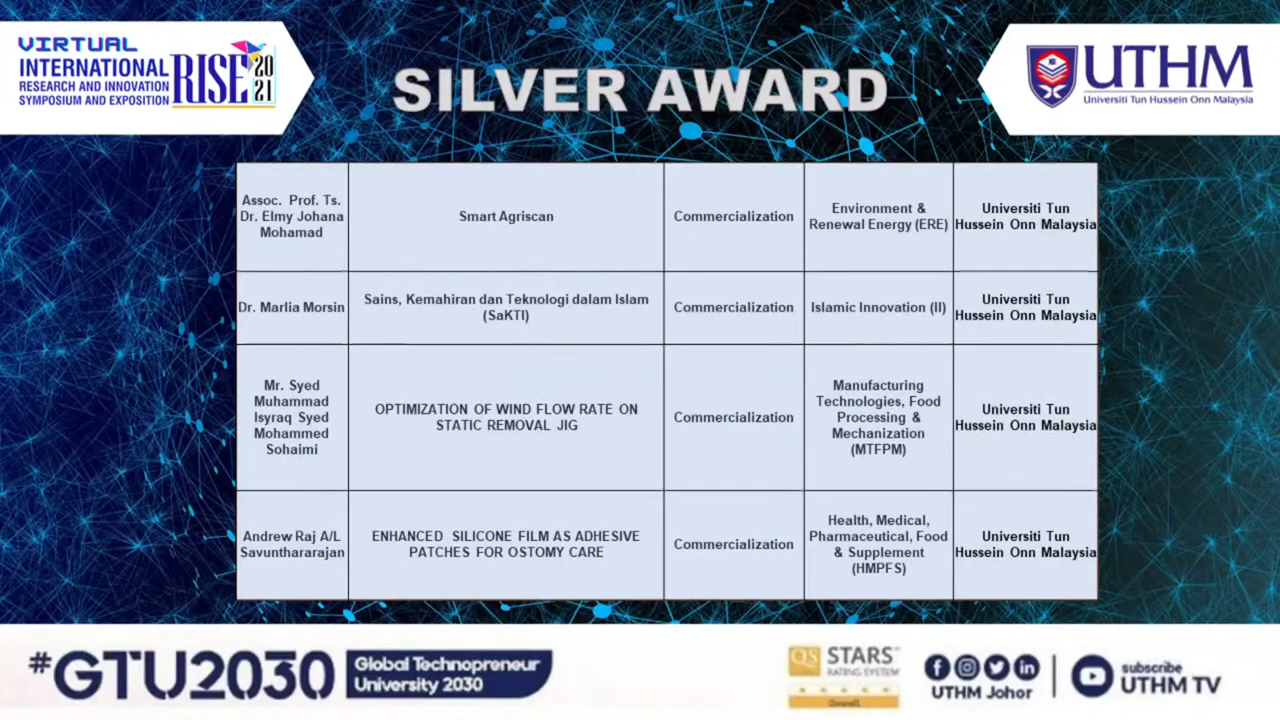 VIRTUAL
INTERNATIONAL
RESEARCH AND INNOVATION
SYMPOSIUM AND EXPOSITION
RISE
20
21
SILVER AWARD
UTHM
Universiti Tun Hussein Onn Malaysia
Assoc. Prof. Ts.
Dr. Elmy Johana
Mohamad
Smart Agriscan
Commercialization
Environment &
Renewal Energy (ERE)
Universiti Tun
Hussein Onn Malaysia
Dr. Marlia Morsin
Sains, Kemahiran dan Teknologi dalam Islam
(SaKTI)
Commercialization
Islamic Innovation (II)
Universiti Tun
Hussein Onn Malaysia
Mr. Syed
Muhammad
Isyraq Syed
Mohammed
Sohaimi
OPTIMIZATION OF WIND FLOW RATE ON
STATIC REMOVAL JIG
Commercialization
Manufacturing
Technologies, Food
Processing &
Mechanization
(MTFPM)
Universiti Tun
Hussein Onn Malaysia
Andrew Raj A/L
Savunthararajan
ENHANCED SILICONE FILM AS ADHESIVE
PATCHES FOR OSTOMY CARE
Commercialization
Health, Medical,
Pharmaceutical, Food
& Supplement
(HMPFS)
Universiti Tun
Hussein Onn Malaysia
#GTU2030
Global Technopreneur
University 2030
QS STARS
RATING SYSTEM
UTHM Johor
subscribe
UTHM TV